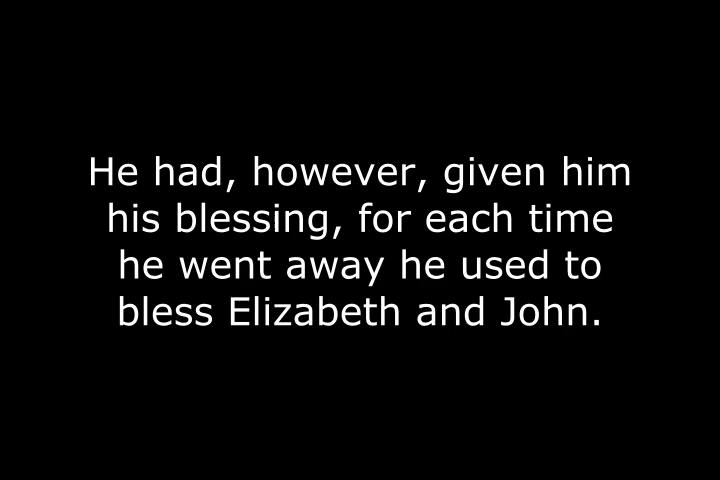 He had, however, given him
his blessing, for each time
he went away he used to
bless Elizabeth and John.